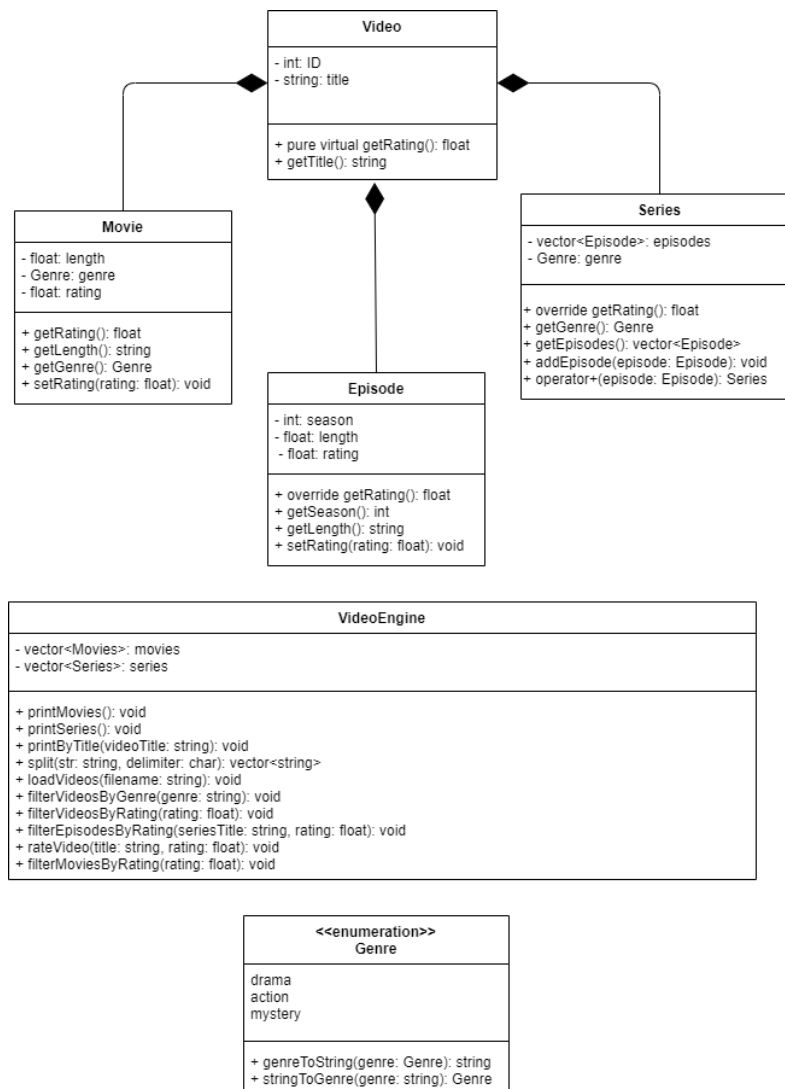 Video
- int: ID
- string: title
+ pure virtual getRating(): float
+ getTitle(): string
Movie
- float: length
- Genre: genre
- float: rating
+ getRating(): float
+ getLength(): string
+ getGenre(): Genre
+ setRating(rating: float): void
Series
- vector<Episode>: episodes
- Genre: genre
+ override getRating(): float
+ getGenre(): Genre
+ getEpisodes(): vector<Episode>
+ addEpisode(episode: Episode): void
+ operator+(episode: Episode): Series
Episode
- int: season
- float: length
- float: rating
+ override getRating(): float
+ getSeason(): int
+ getLength(): string
+ setRating(rating: float): void
VideoEngine
- vector<Movies>: movies
- vector<Series>: series
+ printMovies(): void
+ printSeries(): void
+ printByTitle(videoTitle: string): void
+ split(str: string, delimiter: char): vector<string>
+ loadVideos(filename: string): void
+ filterVideosByGenre(genre: string): void
+ filterVideosByRating(rating: float): void
+ filterEpisodesByRating(seriesTitle: string, rating: float): void
+ rateVideo(title: string, rating: float): void
+ filterMoviesByRating(rating: float): void
<<enumeration>>
Genre
drama
action
mystery
+ genreToString(genre: Genre): string
+ stringToGenre(genre: string): Genre